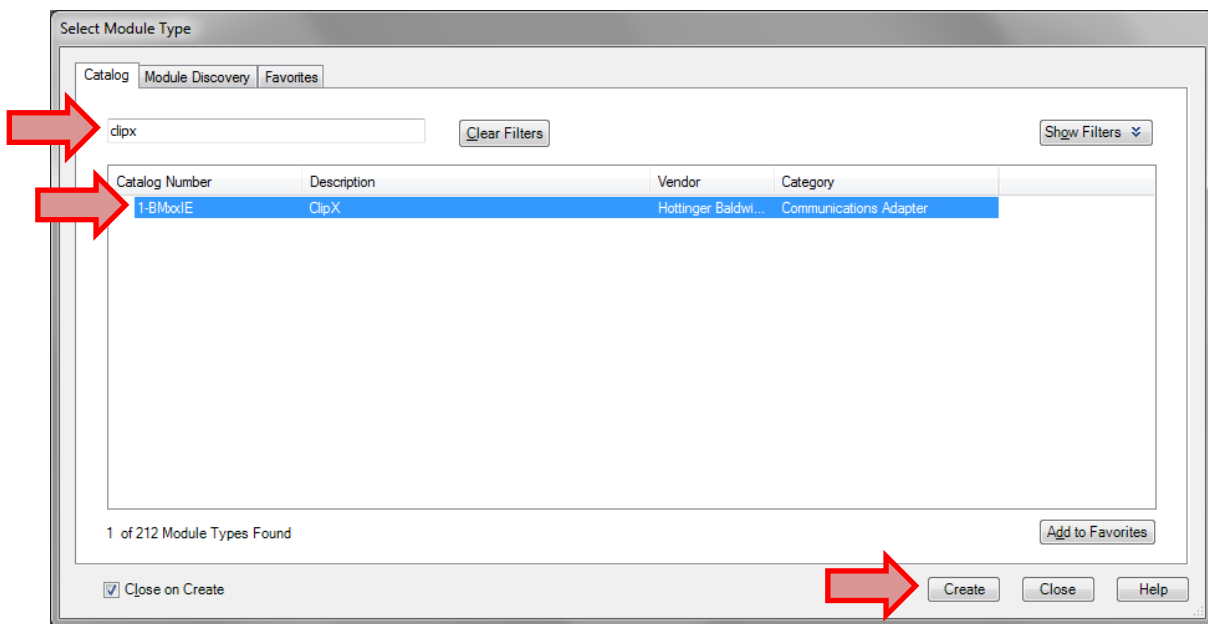 Select Module Type
Catalog Module Discovery Favorites
clipx Clear Filters Show Filters
Catalog Number Description Vendor Category
1-BMxxIE ClipX Hottinger Baldwi... Communications Adapter
1 of 212 Module Types Found Add to Favorites
Close on Create Create Close Help